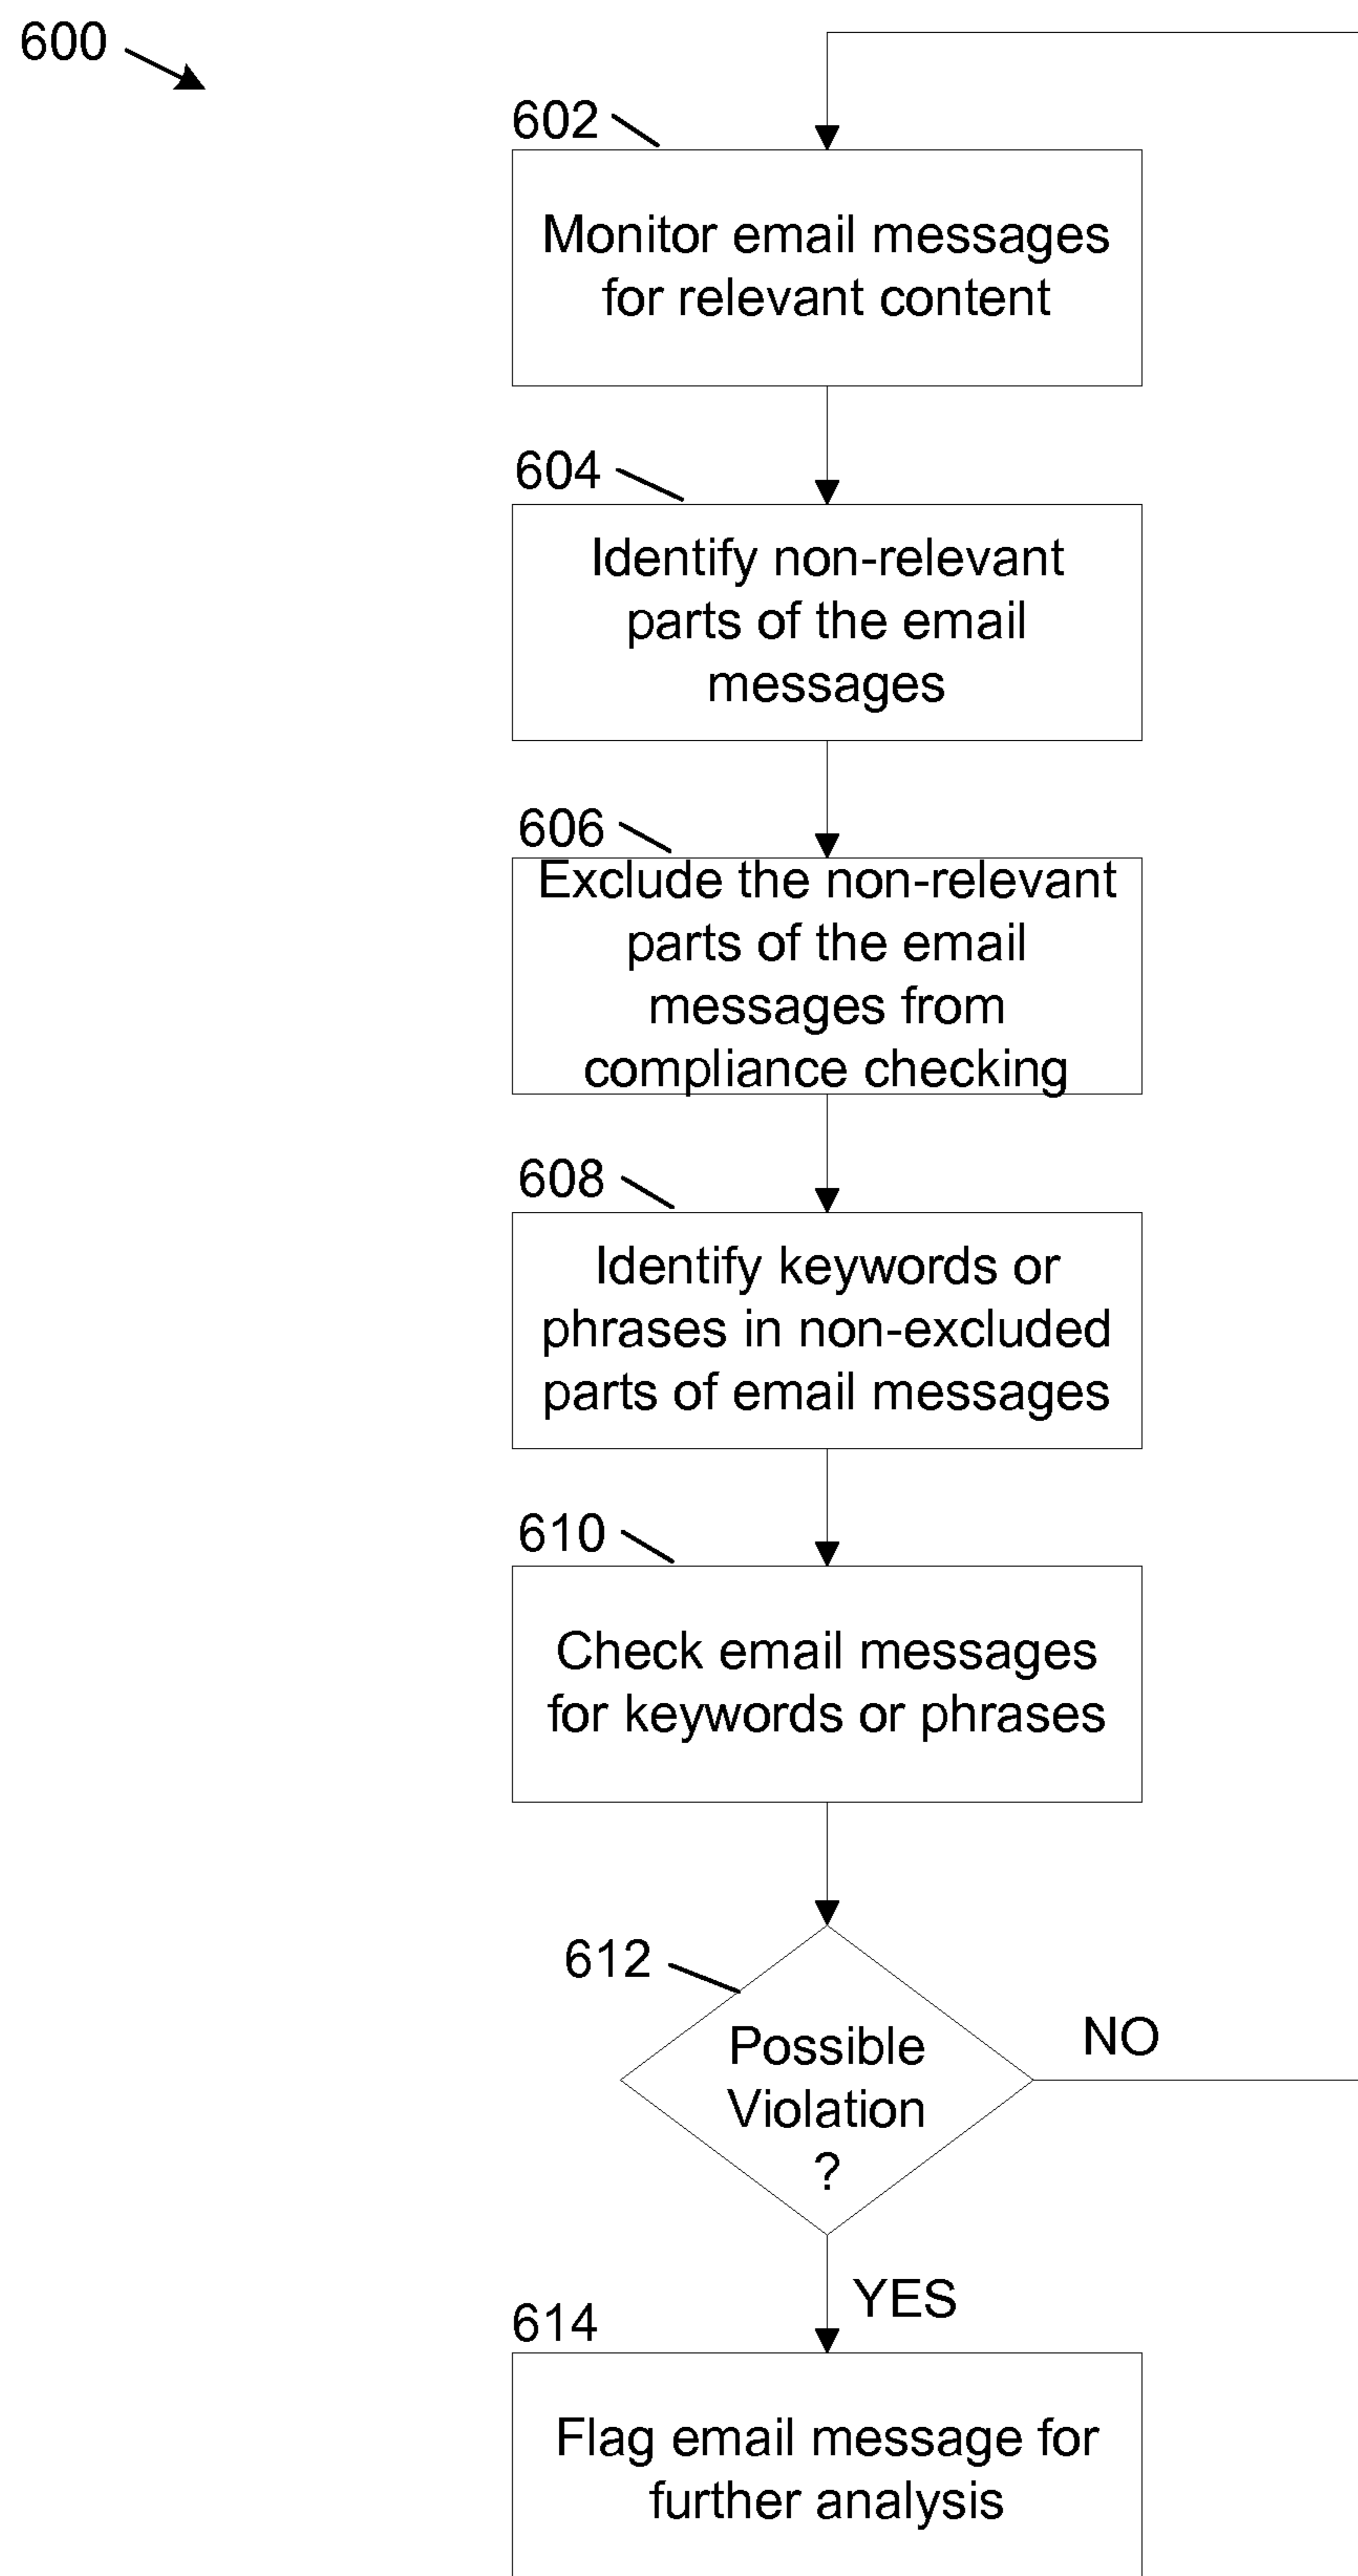 600
602
Monitor email messages
for relevant content
604
Identify non-relevant
parts of the email
messages
606
Exclude the non-relevant
parts of the email
messages from
compliance checking
608
Identify keywords or
phrases in non-excluded
parts of email messages
610
Check email messages
for keywords or phrases
612
Possible
Violation
?
NO
YES
614
Flag email message for
further analysis